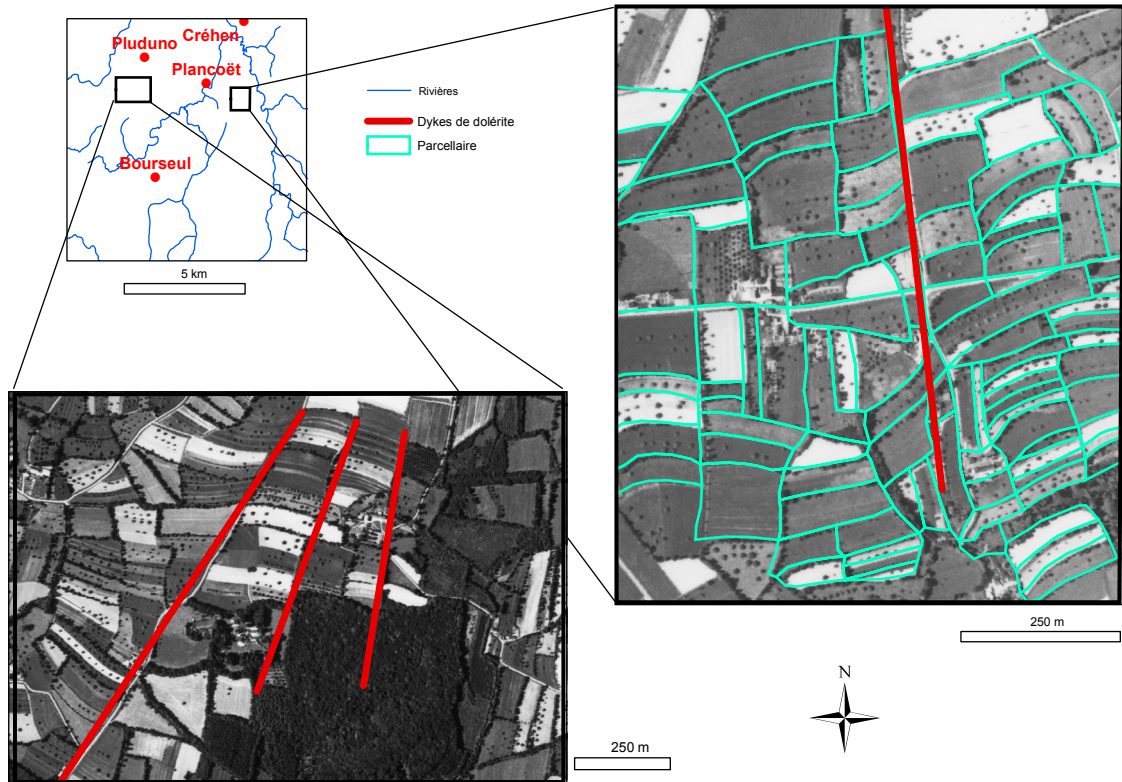 Créhen
Pluduno
Plancoët
Bourseul
5 km
Rivières
Dykes de dolérite
Parcellaire
250 m
N
250 m